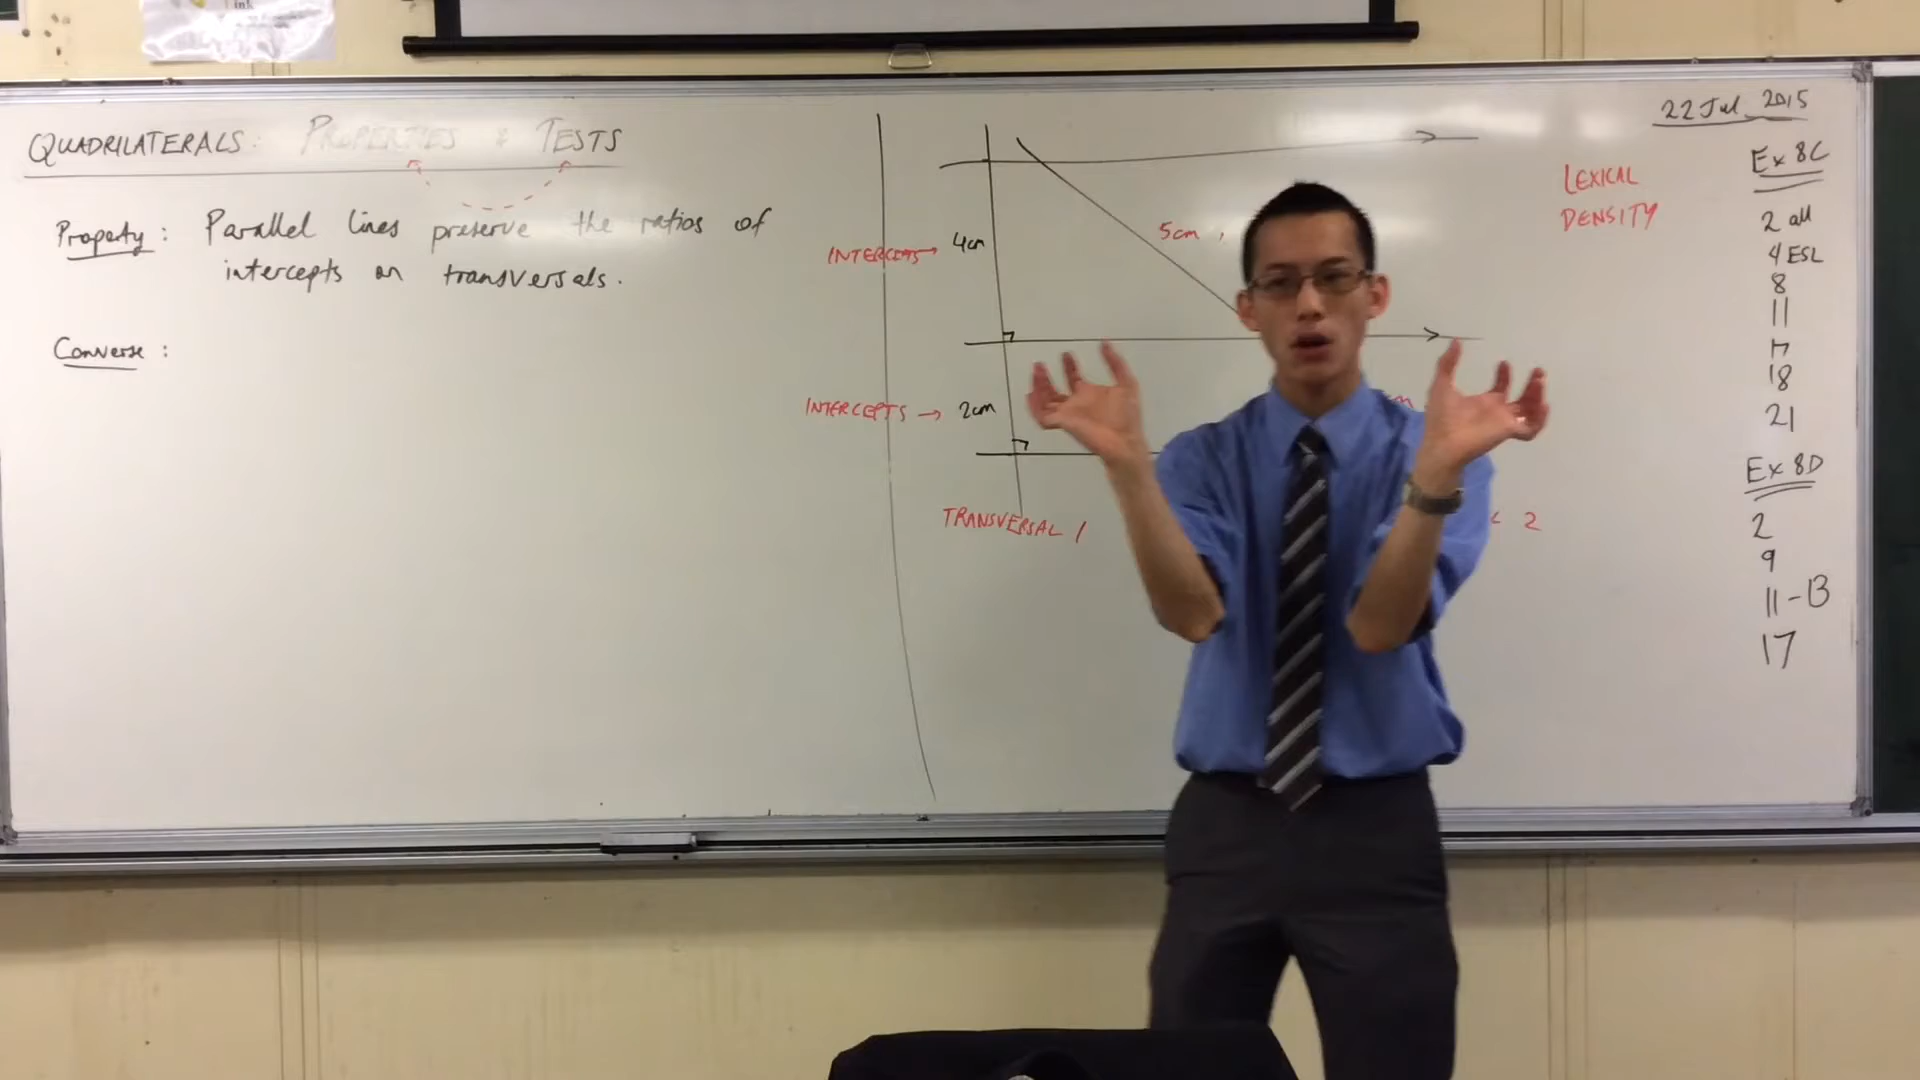 ink
QUADRILATERALS: PROPERTIES & TESTS
Property: Parallel lines preserve the ratios of
intercepts on transversals.
Converse:
INTERCEPTS → 4cm
5cm
INTERCEPTS → 2cm
TRANSVERSAL 1
2
LEXICAL
DENSITY
22 Jul 2015
Ex 8C
2 all
4 ESL
8
11
17
18
21
Ex 8D
2
9
11-13
17